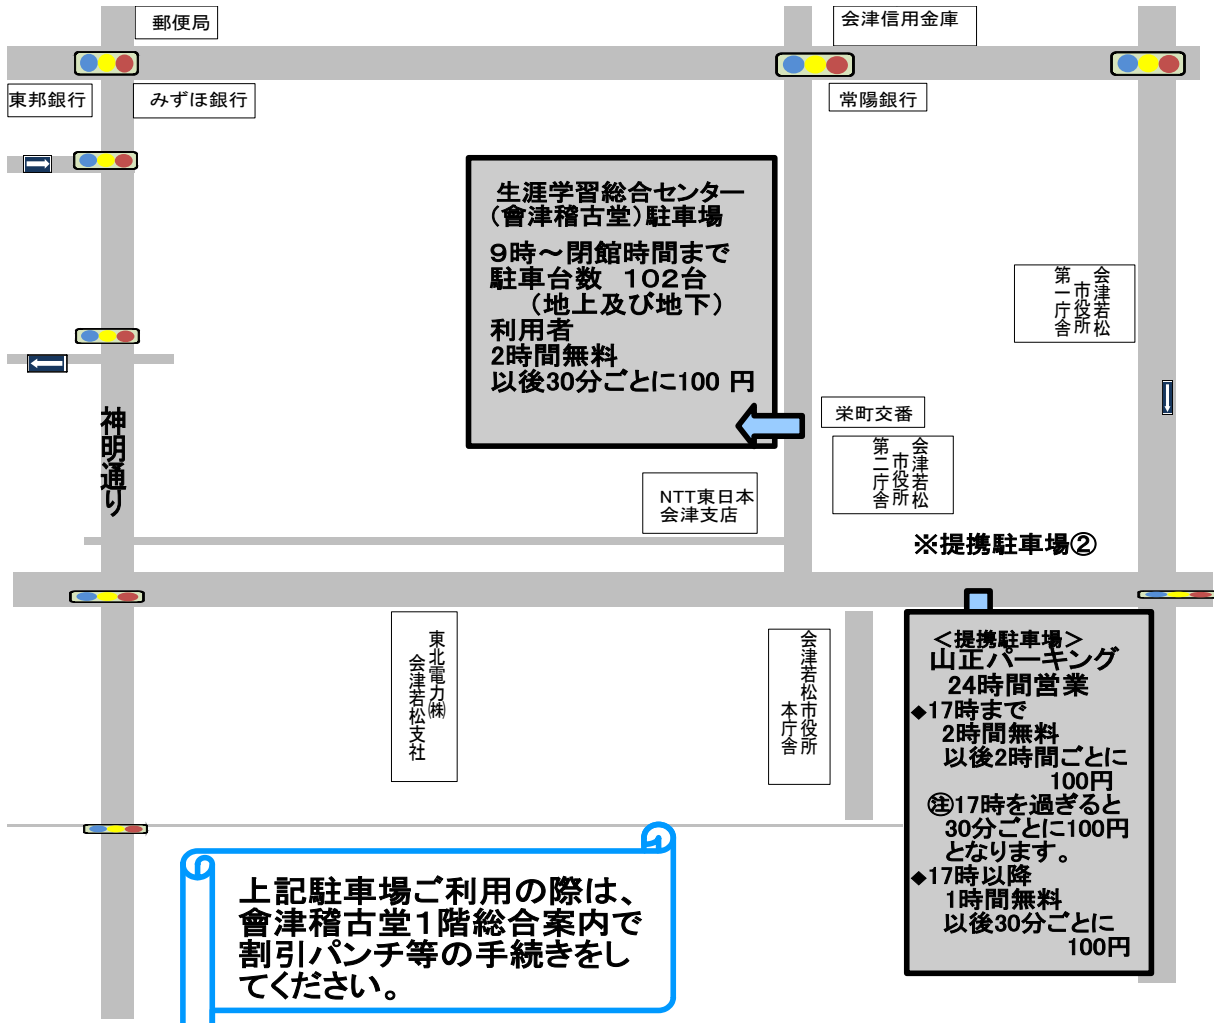 郵便局
会津信用金庫
東邦銀行
みずほ銀行
常陽銀行
生涯学習総合センター
(會津稽古堂)駐車場
9時～閉館時間まで
駐車台数 102台
(地上及び地下)
利用者
2時間無料
以後30分ごとに100 円
会津若松
市役所
第一庁舎
神明通り
栄町交番
会津若松
市役所
第二庁舎
NTT東日本
会津支店
※提携駐車場②
東北電力㈱
会津若松支社
会津若松市役所
本庁舎
＜提携駐車場＞
山正パーキング
24時間営業
◆17時まで
2時間無料
以後2時間ごとに
100円
㊟17時を過ぎると
30分ごとに100円
となります。
◆17時以降
1時間無料
以後30分ごとに
100円
上記駐車場ご利用の際は、
會津稽古堂１階総合案内で
割引パンチ等の手続きをし
てください。